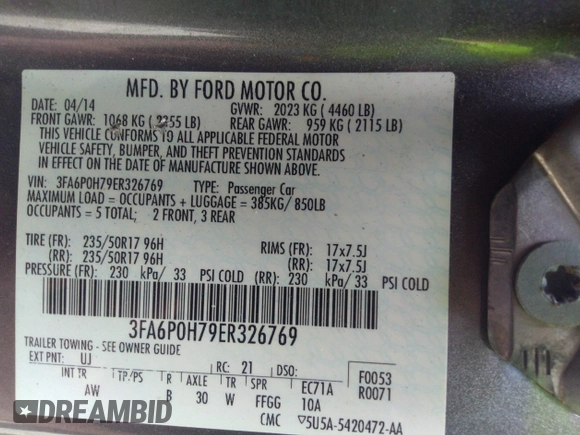 MFD. BY FORD MOTOR CO.
DATE: 04/14 GVWR: 2023 KG ( 4460 LB)
FRONT GAWR: 1068 KG ( 2355 LB) REAR GAWR: 959 KG ( 2115 LB)
THIS VEHICLE CONFORMS TO ALL APPLICABLE FEDERAL MOTOR
VEHICLE SAFETY, BUMPER, AND THEFT PREVENTION STANDARDS
IN EFFECT ON THE DATE OF MANUFACTURE SHOWN ABOVE.
VIN: 3FA6P0H79ER326769 TYPE: Passenger Car
MAXIMUM LOAD = OCCUPANTS + LUGGAGE = 385KG/ 850LB
OCCUPANTS = 5 TOTAL; 2 FRONT, 3 REAR
TIRE (FR): 235/50R17 96H RIMS (FR): 17x7.5J
(RR): 235/50R17 96H (RR): 17x7.5J
PRESSURE (FR): 230 kPa/ 33 PSI COLD (RR): 230 kPa/ 33 PSI COLD
3FA6P0H79ER326769
TRAILER TOWING - SEE OWNER GUIDE
EXT PNT: UJ RC: 21 DSO: F0053
INT TR TP/PS R AXLE TR SPR EC71A R0071
AW B 30 W FFGG 10A
CMC ▽5U5A-5420472-AA
DREAMBID